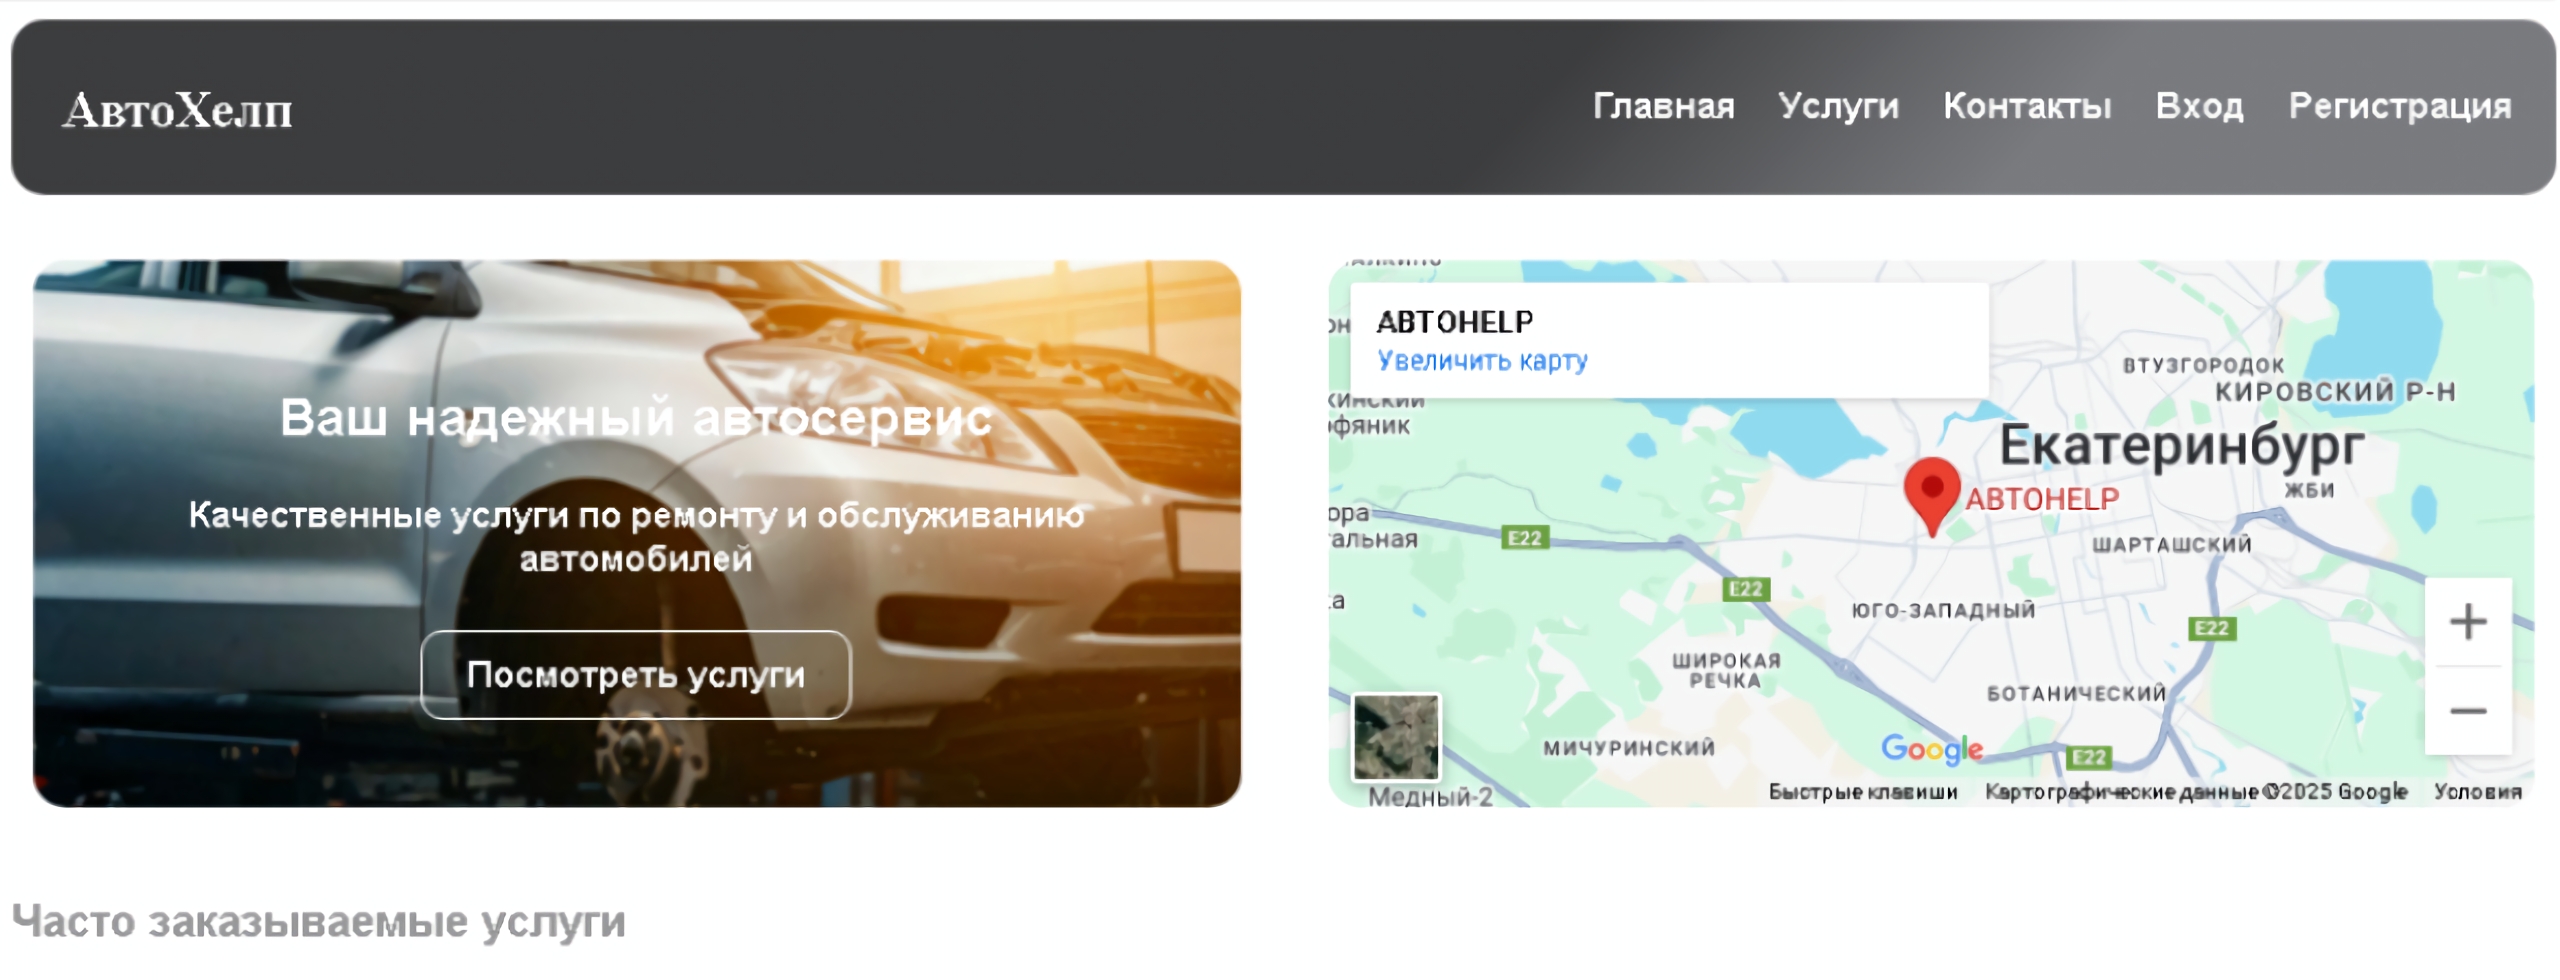 АвтоХелп
Главная Услуги Контакты Вход Регистрация
Ваш надежный автосервис
Качественные услуги по ремонту и обслуживанию
автомобилей
Посмотреть услуги
АВТОHELP
Увеличить карту
ВТУЗГОРОДОК
КИРОВСКИЙ Р-Н
Екатеринбург
ЖБИ
АВТОHELP
E22
ШАРТАШСКИЙ
E22
ЮГО-ЗАПАДНЫЙ
E22
ШИРОКАЯ
РЕЧКА
БОТАНИЧЕСКИЙ
МИЧУРИНСКИЙ
Google
E22
Медный-2
Быстрые клавиши Картографические данные ©2025 Google Условия
Часто заказываемые услуги